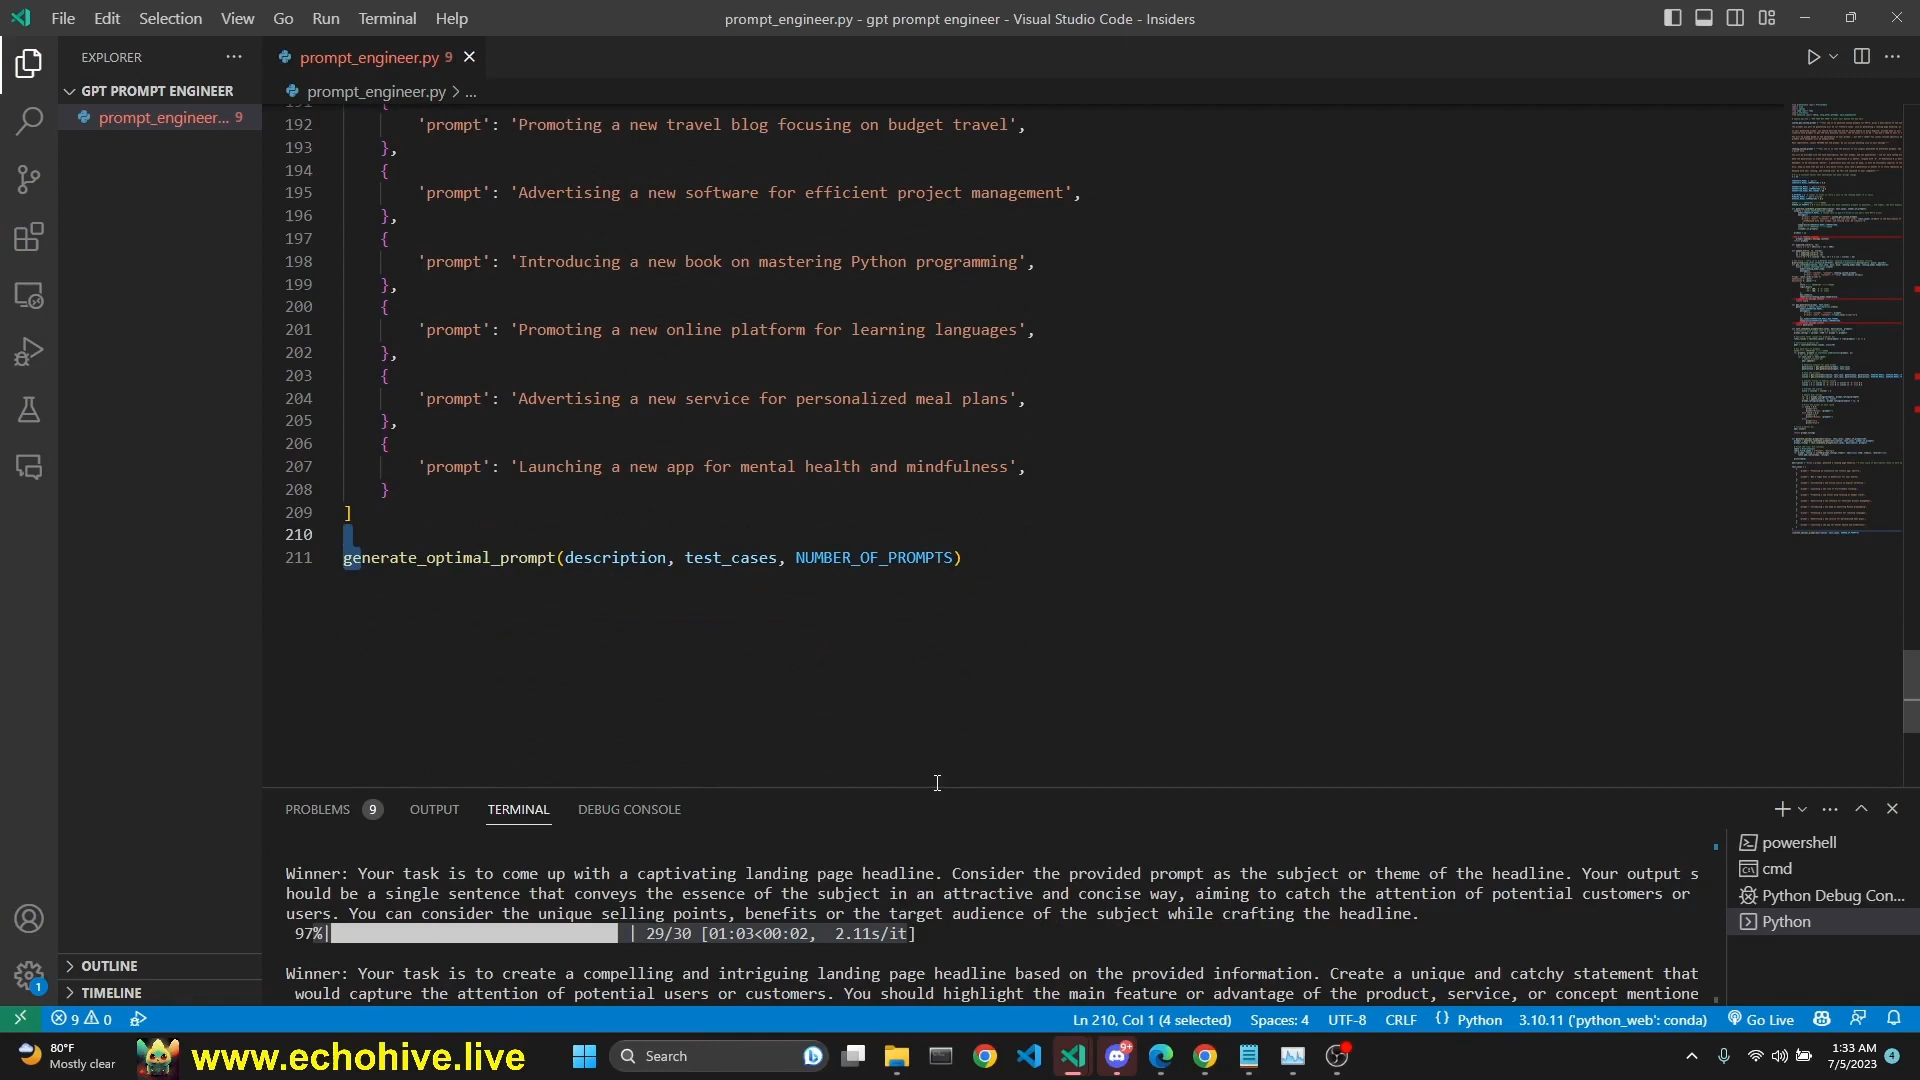 File Edit Selection View Go Run Terminal Help
prompt_engineer.py - gpt prompt engineer - Visual Studio Code - Insiders
EXPLORER
GPT PROMPT ENGINEER
prompt_engineer... 9
prompt_engineer.py 9
prompt_engineer.py > ...
191 {
192 'prompt': 'Promoting a new travel blog focusing on budget travel',
193 },
194 {
195 'prompt': 'Advertising a new software for efficient project management',
196 },
197 {
198 'prompt': 'Introducing a new book on mastering Python programming',
199 },
200 {
201 'prompt': 'Promoting a new online platform for learning languages',
202 },
203 {
204 'prompt': 'Advertising a new service for personalized meal plans',
205 },
206 {
207 'prompt': 'Launching a new app for mental health and mindfulness',
208 }
209 ]
210
211 generate_optimal_prompt(description, test_cases, NUMBER_OF_PROMPTS)
PROBLEMS 9 OUTPUT TERMINAL DEBUG CONSOLE
Winner: Your task is to come up with a captivating landing page headline. Consider the provided prompt as the subject or theme of the headline. Your output s
hould be a single sentence that conveys the essence of the subject in an attractive and concise way, aiming to catch the attention of potential customers or
users. You can consider the unique selling points, benefits or the target audience of the subject while crafting the headline.
97%| | 29/30 [01:03<00:02, 2.11s/it]
Winner: Your task is to create a compelling and intriguing landing page headline based on the provided information. Create a unique and catchy statement that
would capture the attention of potential users or customers. You should highlight the main feature or advantage of the product, service, or concept mentione
powershell
cmd
Python Debug Con...
Python
OUTLINE
TIMELINE
1
9 0
Ln 210, Col 1 (4 selected) Spaces: 4 UTF-8 CRLF {} Python 3.10.11 ('python_web': conda) Go Live
80°F
Mostly clear
www.echohive.live
Search
9+
1:33 AM
7/5/2023
4